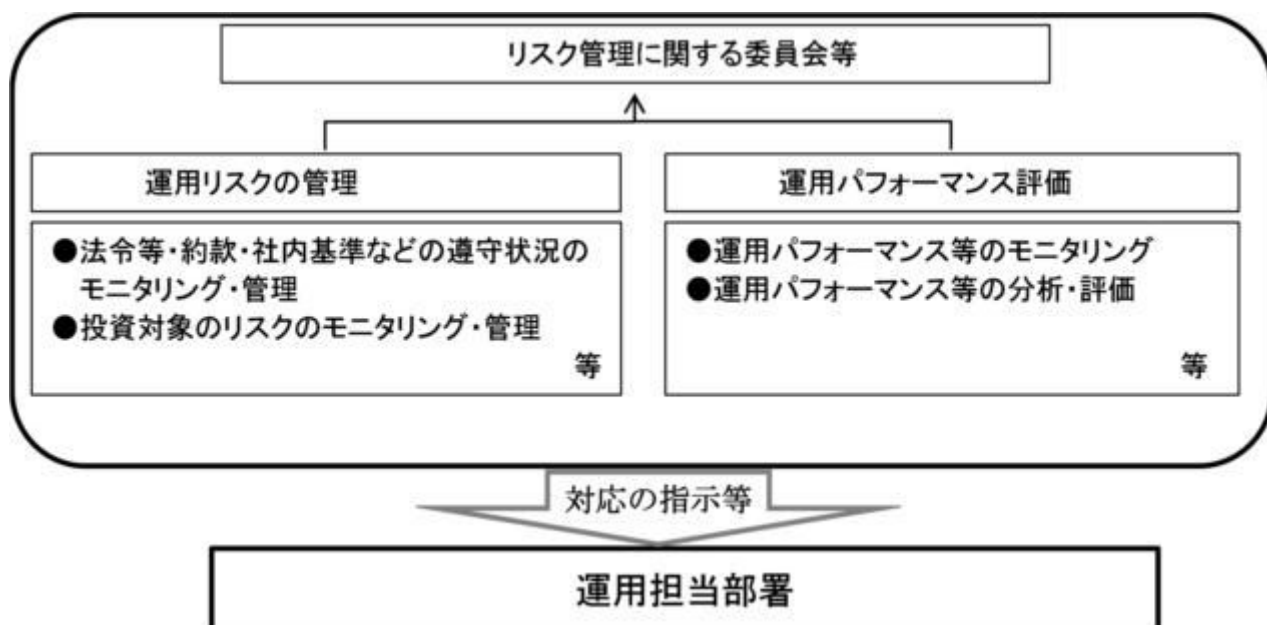 リスク管理に関する委員会等
運用リスクの管理
●法令等・約款・社内基準などの遵守状況の
モニタリング・管理
●投資対象のリスクのモニタリング・管理
等
運用パフォーマンス評価
●運用パフォーマンス等のモニタリング
●運用パフォーマンス等の分析・評価
等
対応の指示等
運用担当部署